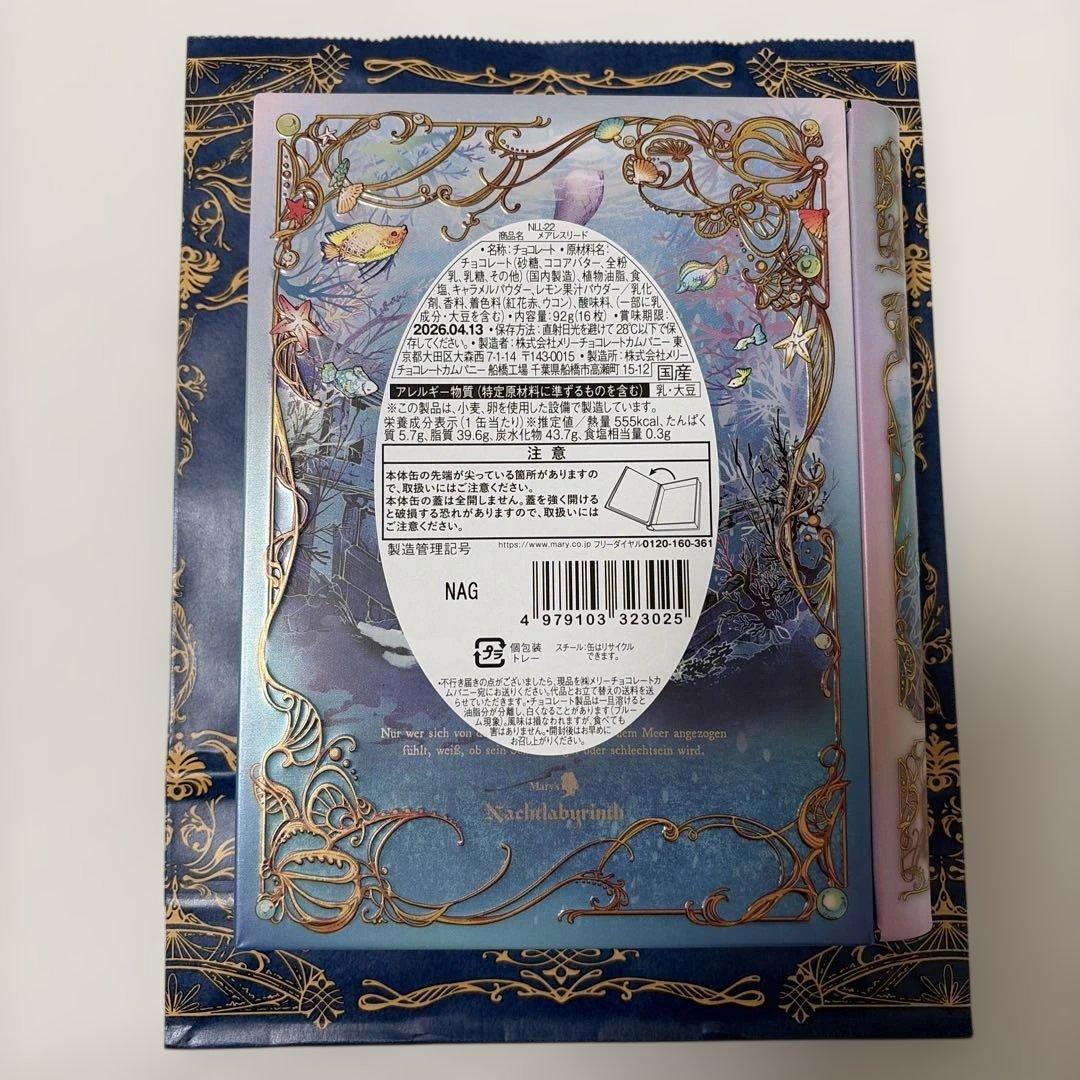 NLL-22
商品名 メアレスリード
・名称:チョコレート・原材料名:
チョコレート(砂糖、ココアバター、全粉
乳、乳糖、その他)(国内製造)、植物油脂、食
塩、キャラメルパウダー、レモン果汁パウダー/乳化
剤、香料、着色料(紅花赤、ウコン)、酸味料、(一部に乳
成分・大豆を含む)・内容量:92g(16枚)・賞味期限:
2026.04.13・保存方法:直射日光を避けて28℃以下で保
存してください。・製造者:株式会社メリーチョコレートカムパニー 東
京都大田区大森西7-1-14 〒143-0015・製造所:株式会社メリー
チョコレートカムパニー 船橋工場 千葉県船橋市高瀬町15-12 国産
アレルギー物質(特定原材料に準ずるものを含む) 乳・大豆
※この製品は、小麦、卵を使用した設備で製造しています。
栄養成分表示(1缶当たり)※推定値/熱量 555kcal、たんぱく
質 5.7g、脂質 39.6g、炭水化物 43.7g、食塩相当量 0.3g
注意
本体缶の先端が尖っている箇所がありますの
で、取扱いにはご注意ください。
本体缶の蓋は全開しません。蓋を強く開ける
と破損する恐れがありますので、取扱いには
ご注意ください。
製造管理記号 https://www.mary.co.jp フリーダイヤル0120-160-361
NAG
4 979103 323025
プラ 個包装 トレー
スチール:缶はリサイクル
できます。
・不行き届きの点がございましたら、現品を㈱メリーチョコレートカ
ムパニー宛にお送りください。代品とお立て替えの送料を送
らせていただきます。・チョコレート製品は一旦溶けると
油脂分が分離し、白くなることがあります(ブルー
ム現象)。風味は損なわれますが、食べても
害はありません。・開封後はお早めに
お召し上がりください。
Nur wer sich von dem Meer angezogen
fühlt, weiß, ob sein oder schlechtsein wird.
Mary's
Nachtlabyrinth